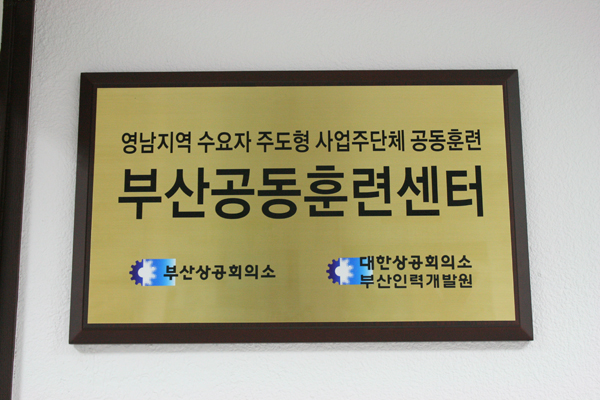 영남지역 수요자 주도형 사업주단체 공동훈련
부산공동훈련센터
부산상공회의소
대한상공회의소
부산인력개발원